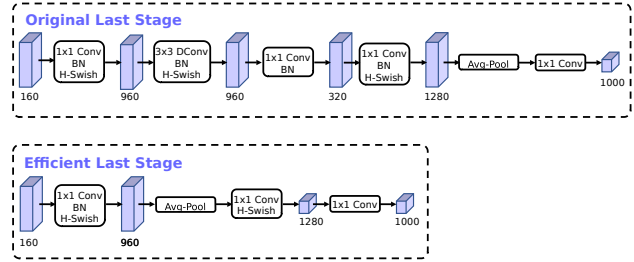 Original Last Stage
1x1 Conv
BN
H-Swish
3x3 DConv
BN
H-Swish
1x1 Conv
BN
1x1 Conv
BN
H-Swish
Avg-Pool
1x1 Conv
160
960
960
320
1280
1000
Efficient Last Stage
1x1 Conv
BN
H-Swish
Avg-Pool
1x1 Conv
H-Swish
1x1 Conv
160
960
1280
1000